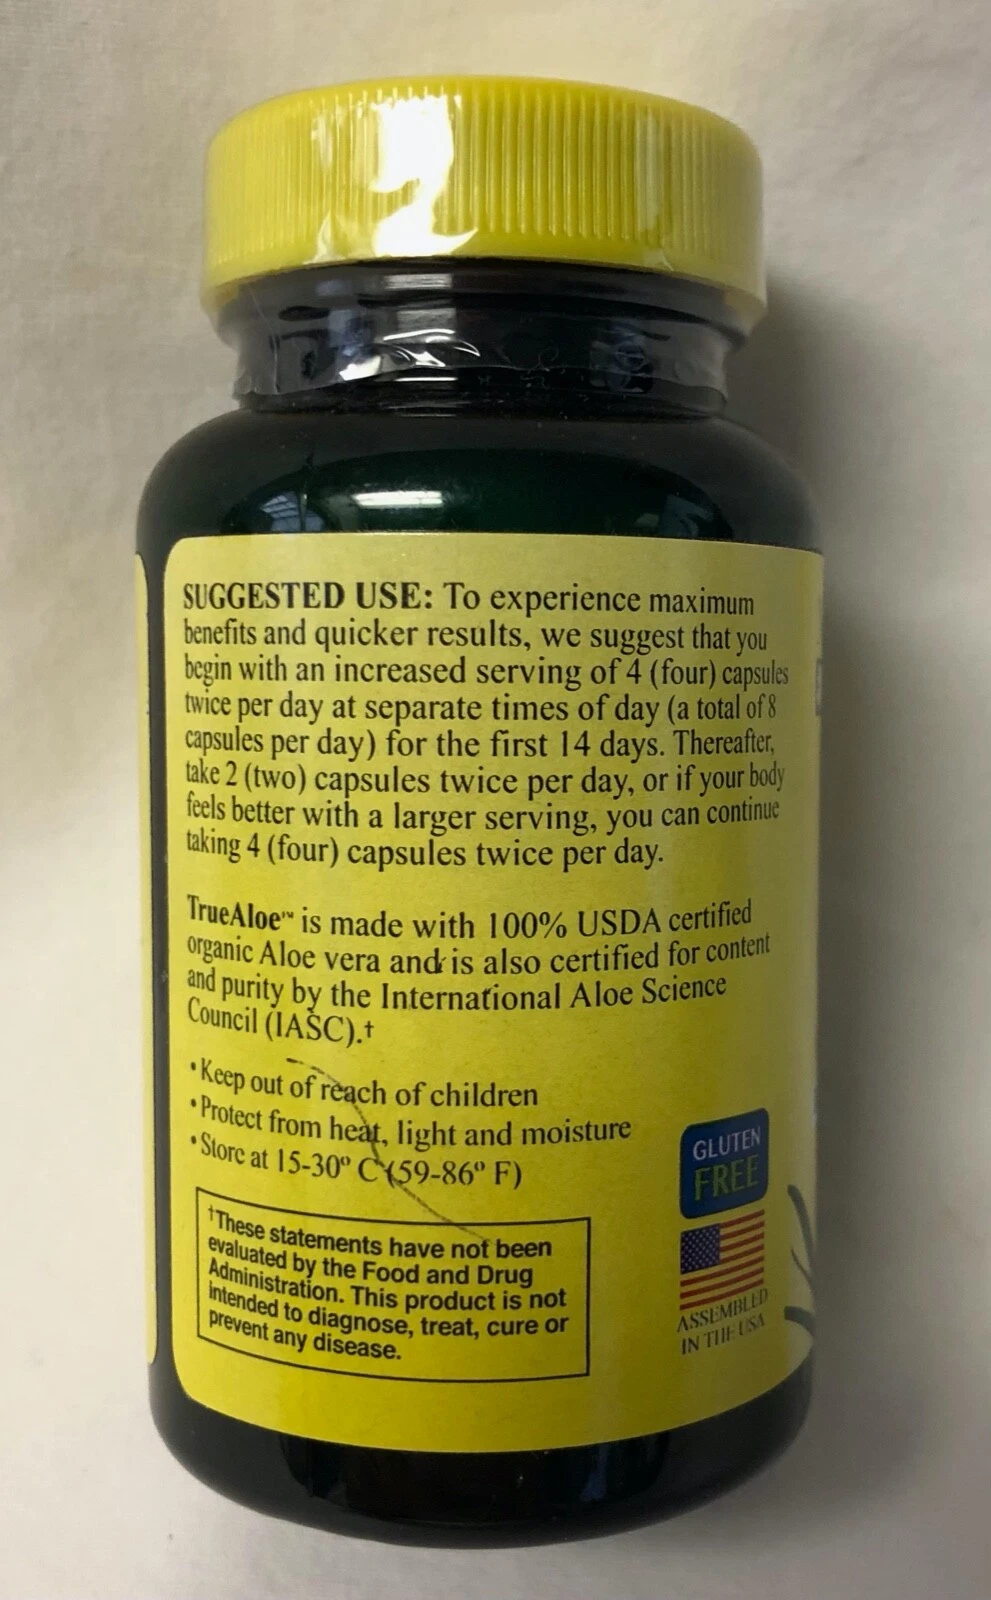 SUGGESTED USE: To experience maximum
benefits and quicker results, we suggest that you
begin with an increased serving of 4 (four) capsules
twice per day at separate times of day (a total of 8
capsules per day) for the first 14 days. Thereafter,
take 2 (two) capsules twice per day, or if your body
feels better with a larger serving, you can continue
taking 4 (four) capsules twice per day.
TrueAloe™ is made with 100% USDA certified
organic Aloe vera and is also certified for content
and purity by the International Aloe Science
Council (IASC).†
•Keep out of reach of children
•Protect from heat, light and moisture
•Store at 15-30º C (59-86º F)
†These statements have not been
evaluated by the Food and Drug
Administration. This product is not
intended to diagnose, treat, cure or
prevent any disease.
GLUTEN
FREE
ASSEMBLED
IN THE USA